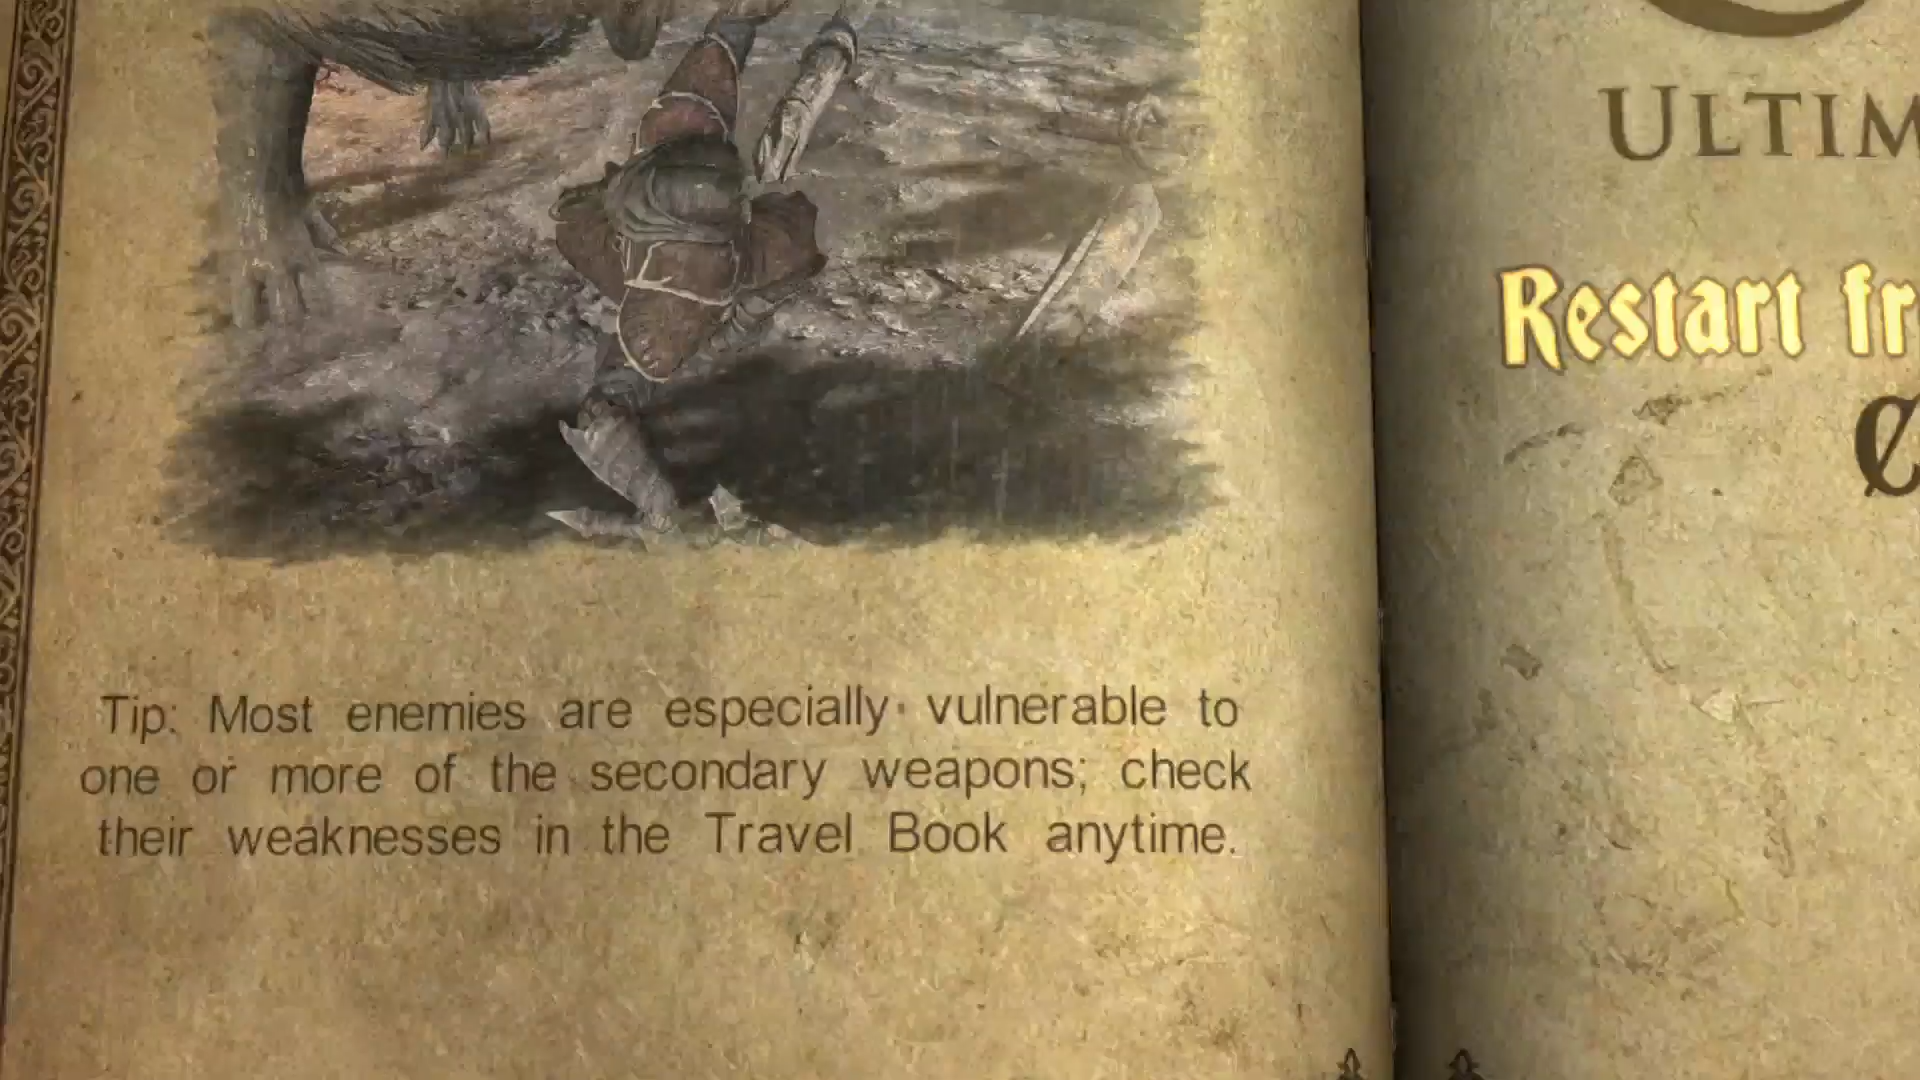 Tip: Most enemies are especially vulnerable to
one or more of the secondary weapons; check
their weaknesses in the Travel Book anytime.
ULTIM
Restart fr